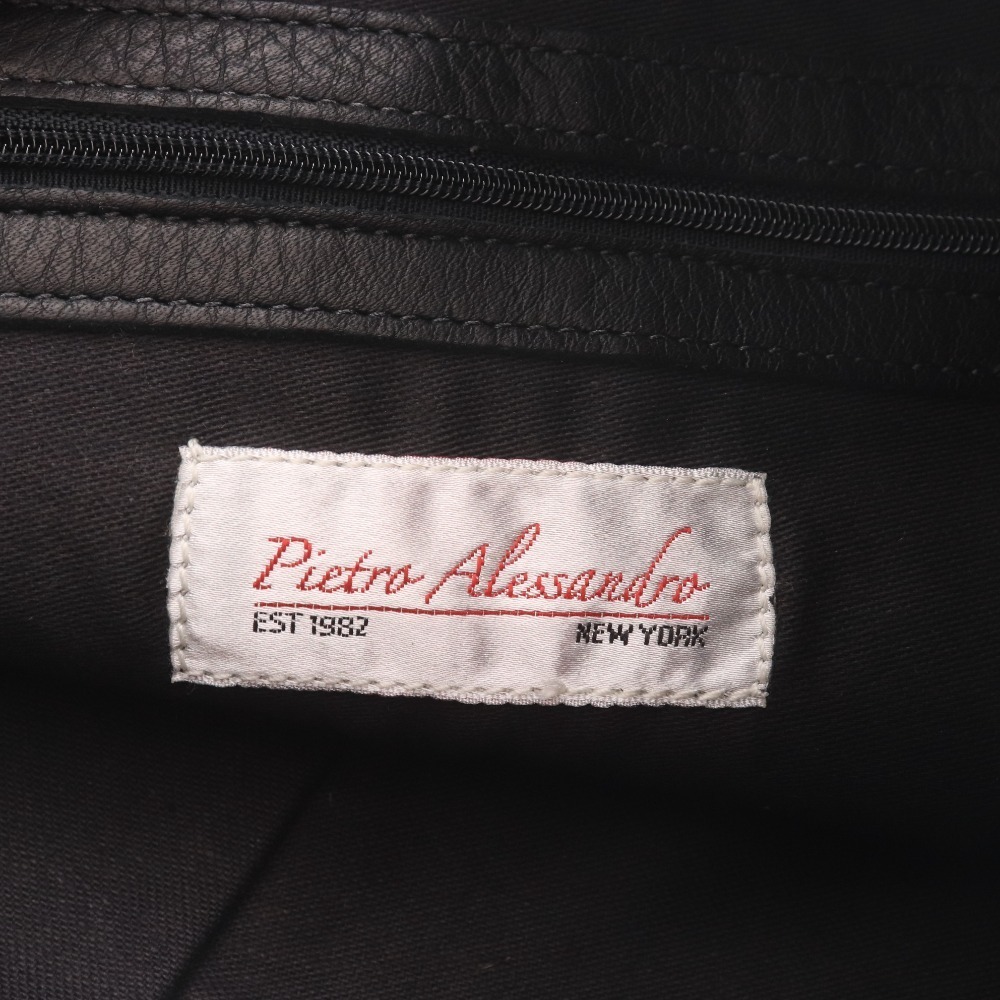 Pietro Alessandro
EST 1982 NEW YORK